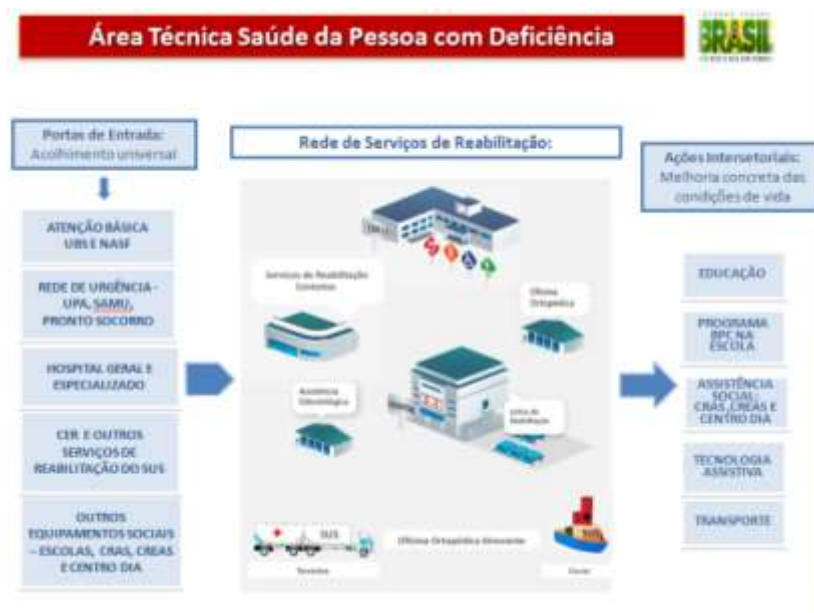 Área Técnica Saúde da Pessoa com Deficiência
BRASIL
Portas de Entrada:
Acolhimento universal
Rede de Serviços de Reabilitação:
Ações Intersetoriais:
Melhoria concreta das
condições de vida
ATENÇÃO BÁSICA
UBS E NASF
REDE DE URGÊNCIA -
UPA, SAMU,
PRONTO SOCORRO
HOSPITAL GERAL E
ESPECIALIZADO
CER E OUTROS
SERVIÇOS DE
REABILITAÇÃO DO SUS
OUTROS
EQUIPAMENTOS SOCIAIS
– ESCOLAS, CRAS, CREAS
E CENTRO DIA
Serviços de Reabilitação
Oficina
Ortopédica
Assistência
Odontológica
Reabilitação
SUS
Oficina Ortopédica Itinerante
Terrestre
EDUCAÇÃO
PROGRAMA
BPC NA
ESCOLA
ASSISTÊNCIA
SOCIAL:
CRAS ,CREAS E
CENTRO DIA
TECNOLOGIA
ASSISTIVA
TRANSPORTE